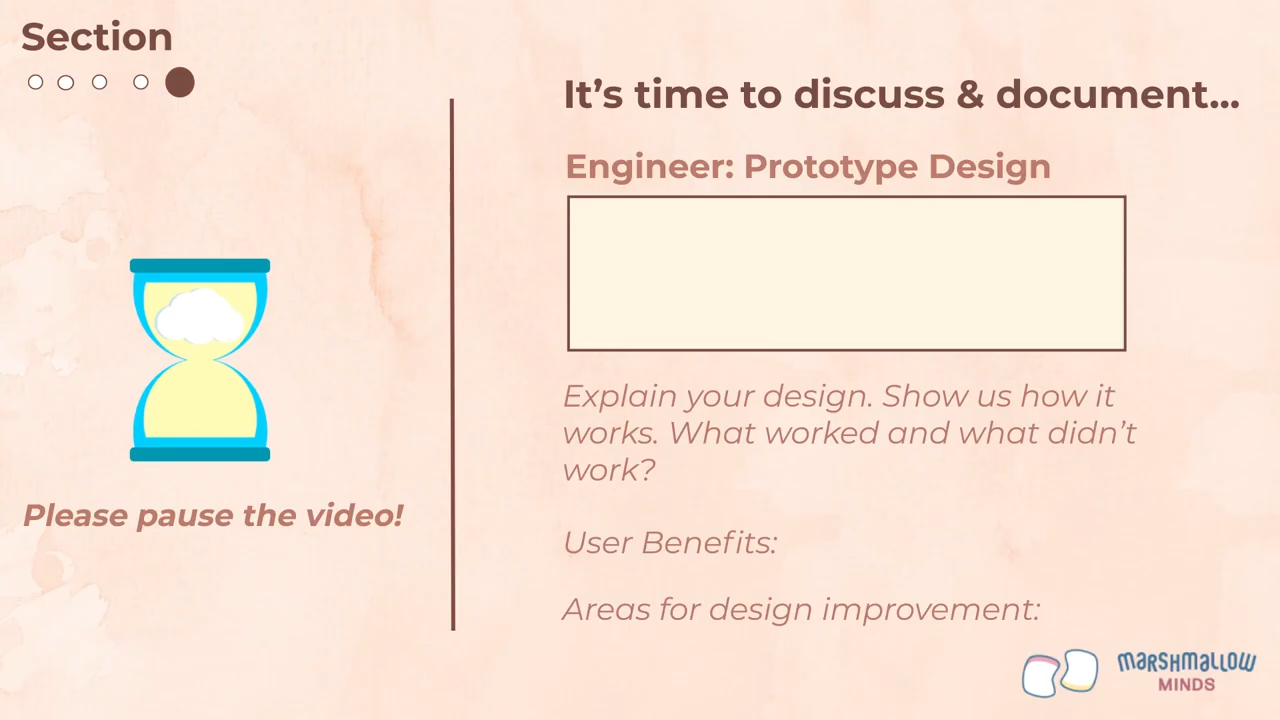 Section
It’s time to discuss & document...
Engineer: Prototype Design
Explain your design. Show us how it
works. What worked and what didn’t
work?
User Benefits:
Areas for design improvement:
Please pause the video!
MARSHMALLOW
MINDS